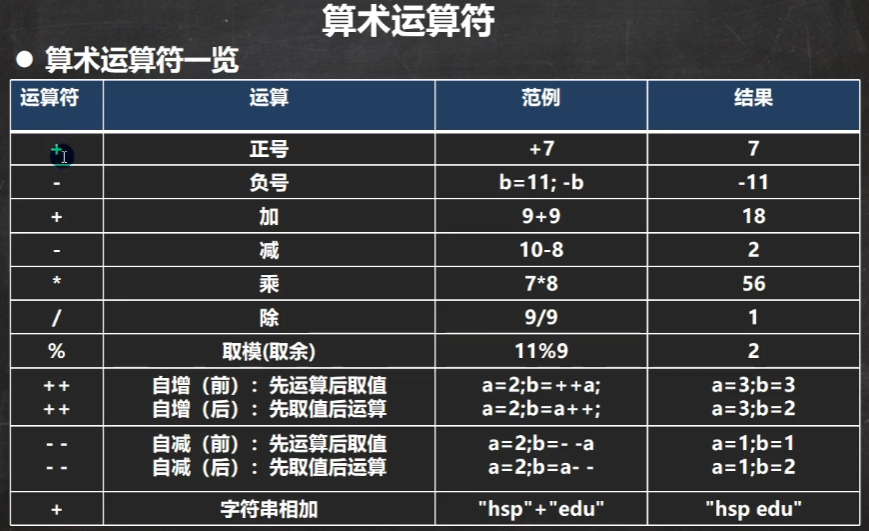 算术运算符
● 算术运算符一览
运算符 运算 范例 结果
+ 正号 +7 7
- 负号 b=11; -b -11
+ 加 9+9 18
- 减 10-8 2
* 乘 7*8 56
/ 除 9/9 1
% 取模(取余) 11%9 2
++ 自增（前）：先运算后取值 a=2;b=++a; a=3;b=3
++ 自增（后）：先取值后运算 a=2;b=a++; a=3;b=2
- - 自减（前）：先运算后取值 a=2;b=- -a a=1;b=1
- - 自减（后）：先取值后运算 a=2;b=a- - a=1;b=2
+ 字符串相加 "hsp"+"edu" "hsp edu"